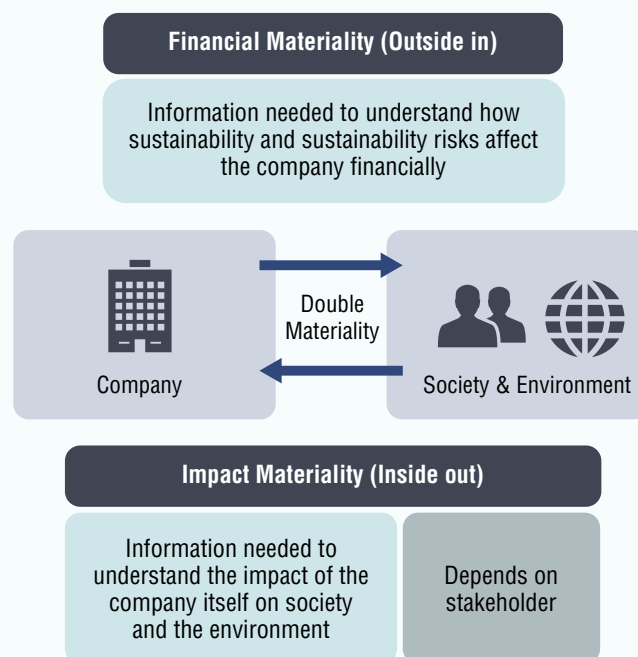 Financial Materiality (Outside in)
Information needed to understand how
sustainability and sustainability risks affect
the company financially
Double
Materiality
Company
Society & Environment
Impact Materiality (Inside out)
Information needed to
understand the impact of the
company itself on society
and the environment
Depends on
stakeholder